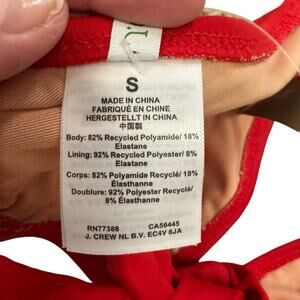 S
MADE IN CHINA
FABRIQUÉ EN CHINE
HERGESTELLT IN CHINA
中国製
Body: 82% Recycled Polyamide/ 18%
Elastane
Lining: 92% Recycled Polyester/ 8%
Elastane
Corps: 82% Polyamide Recyclé/ 18%
Élasthanne
Doublure: 92% Polyester Recyclé/
8% Élasthanne
RN77388 CA56445
J. CREW NL B.V. EC4V 6JA